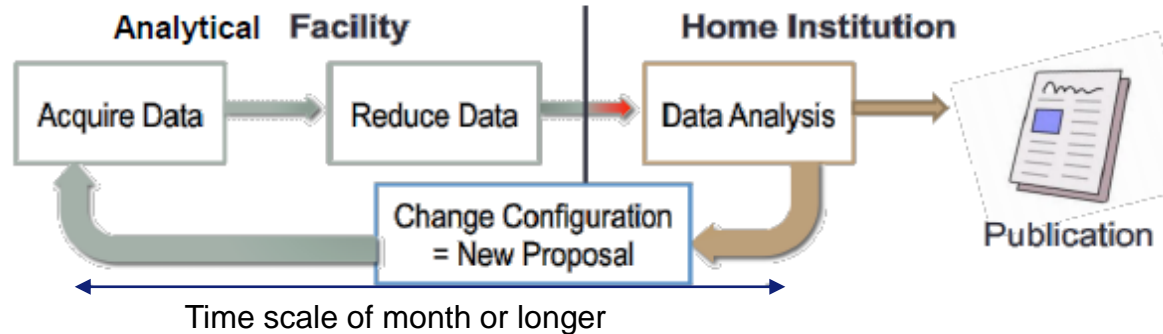 Analytical Facility
Home Institution
Acquire Data
Reduce Data
Data Analysis
Change Configuration
= New Proposal
Publication
Time scale of month or longer